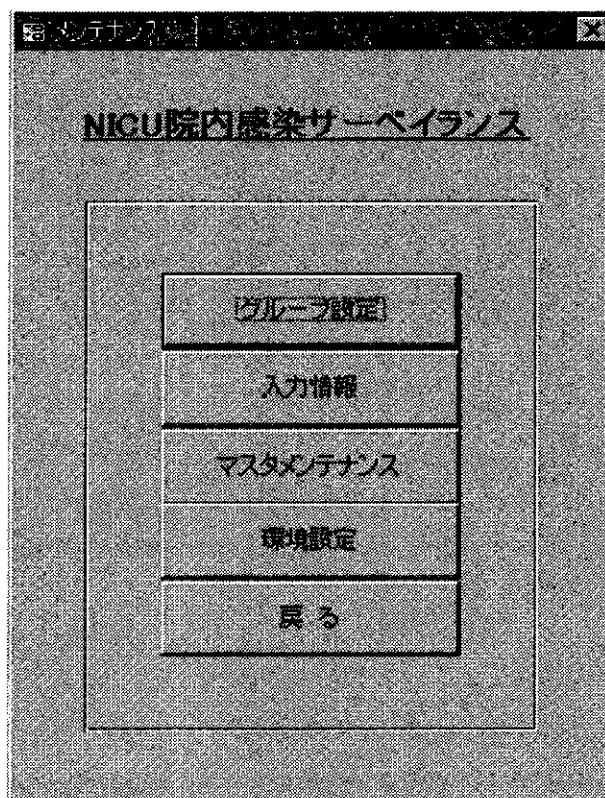 メンテナンス
NICU院内感染サーベイランス
グループ設定
入力情報
マスタメンテナンス
環境設定
戻る